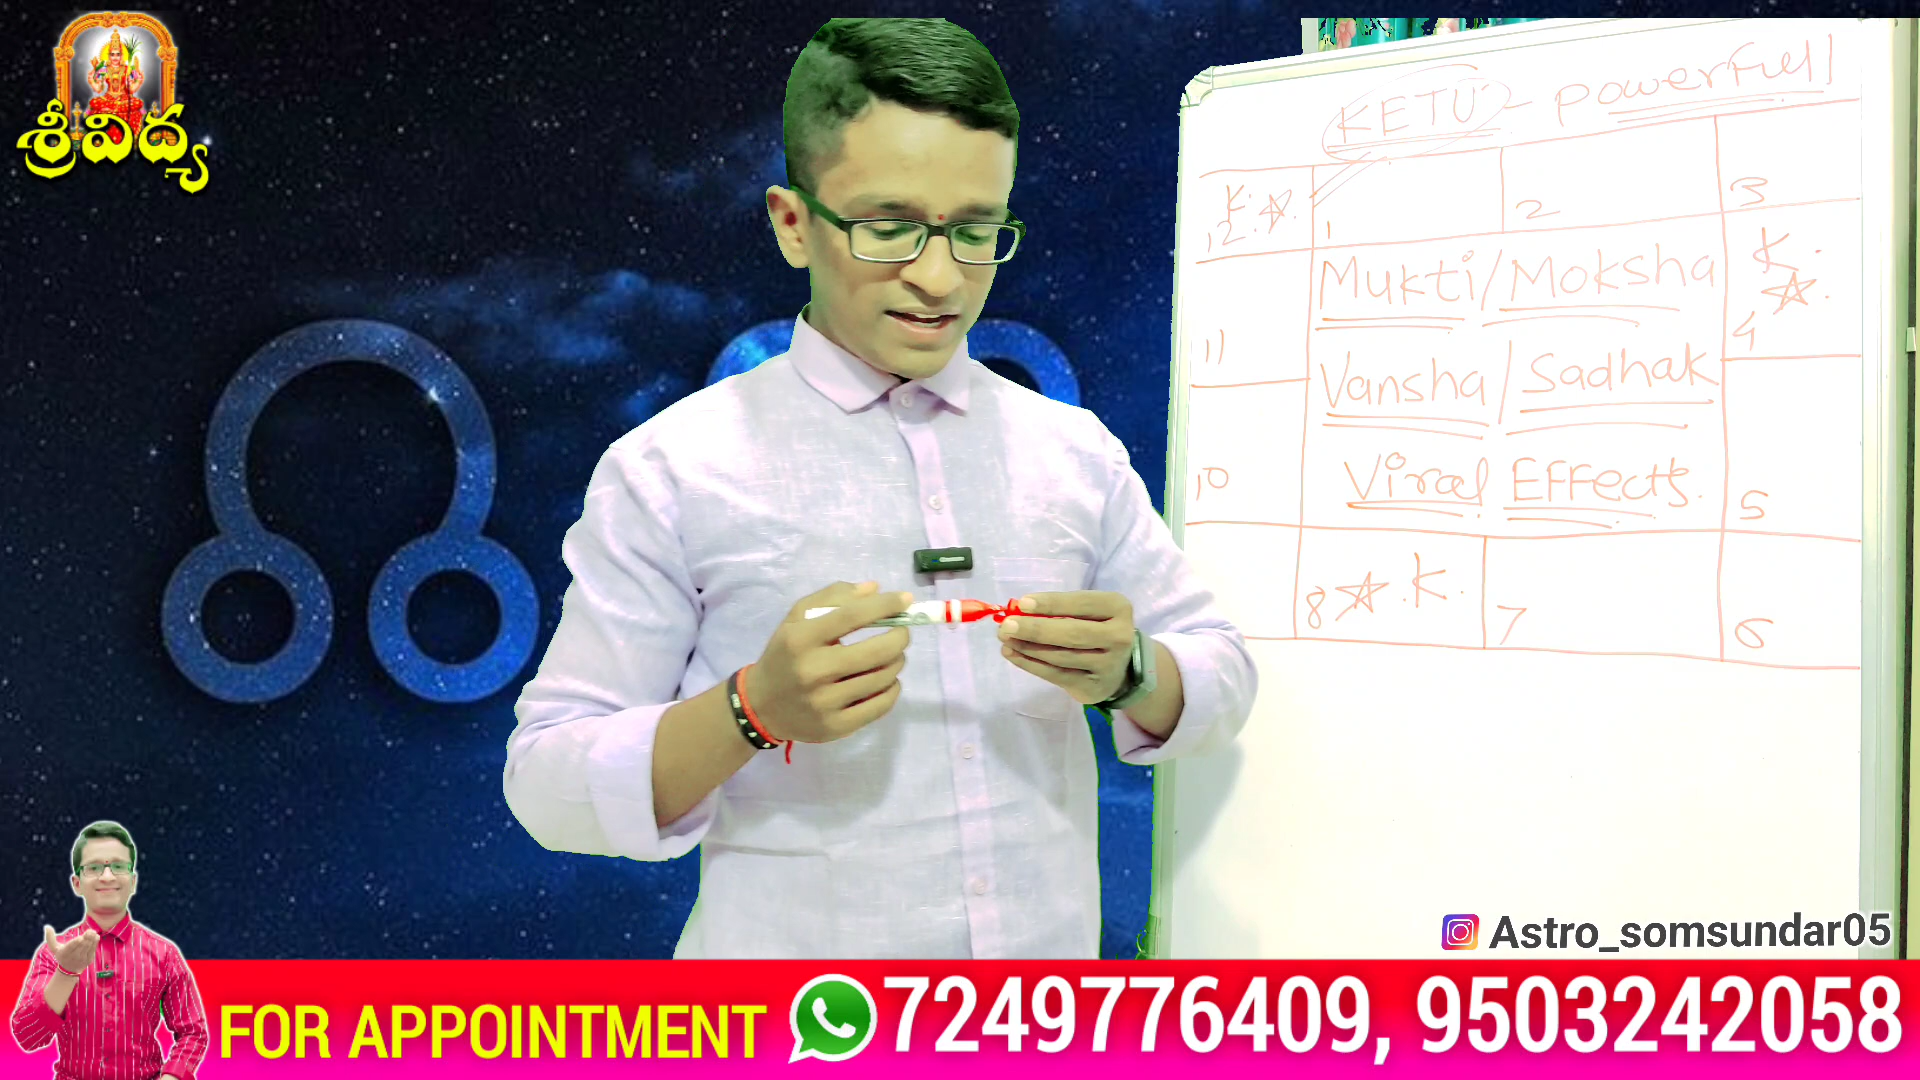 శ్రీవిద్య
KETU - powerfull
K.
12.
1
2
3
Mukti/Moksha
K.
4
11
Vansha/Sadhak
10
Viral EFFects.
5
8 .K.
7
6
Astro_somsundar05
FOR APPOINTMENT 7249776409, 9503242058